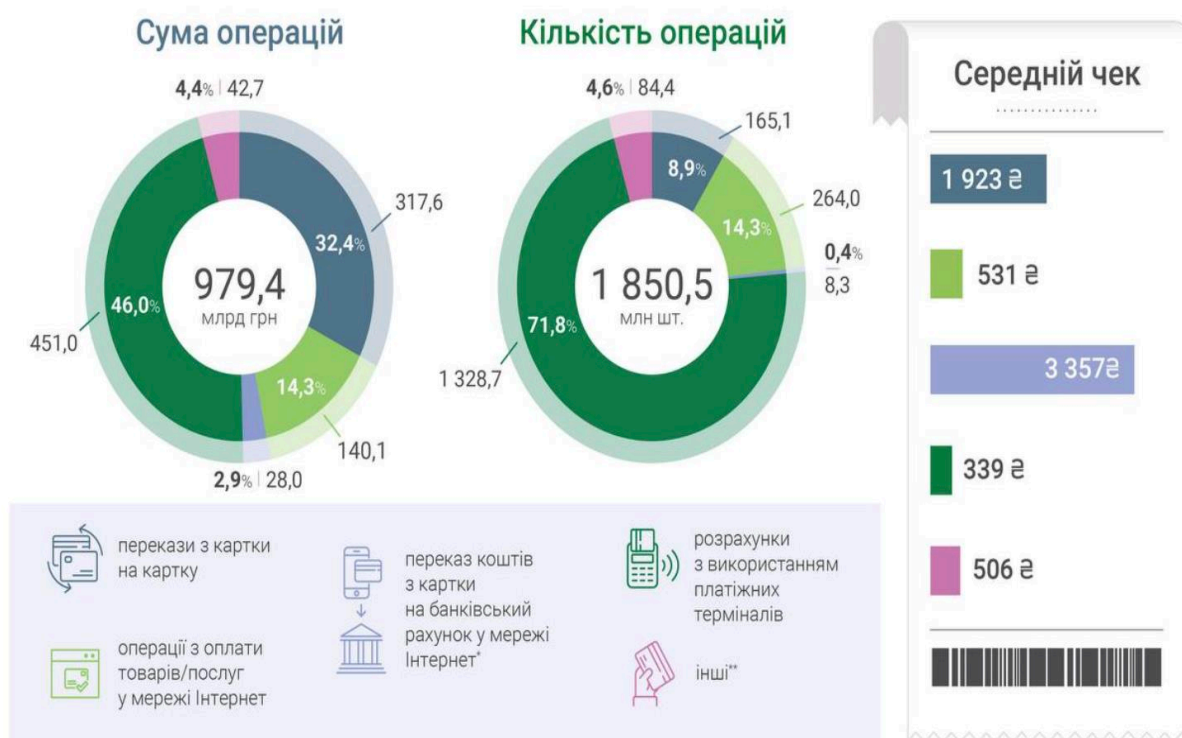 Сума операцій
4,4% | 42,7
317,6
32,4%
979,4
млрд грн
46,0%
451,0
14,3%
140,1
2,9% | 28,0
Кількість операцій
4,6% | 84,4
165,1
8,9%
264,0
14,3%
0,4%
8,3
1 850,5
млн шт.
71,8%
1 328,7
Середній чек
1 923 ₴
531 ₴
3 357₴
339 ₴
506 ₴
перекази з картки
на картку
операції з оплати
товарів/послуг
у мережі Інтернет
переказ коштів
з картки
на банківський
рахунок у мережі
Інтернет*
розрахунки
з використанням
платіжних
терміналів
інші**